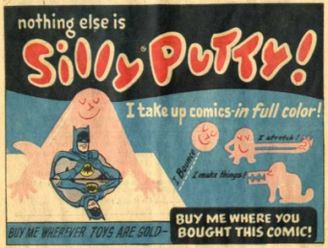 nothing else is
Silly® Putty!
I take up comics-in full color!
I Bounce
I stretch!
I make things!
BUY ME WHEREVER TOYS ARE SOLD-
BUY ME WHERE YOU
BOUGHT THIS COMIC!